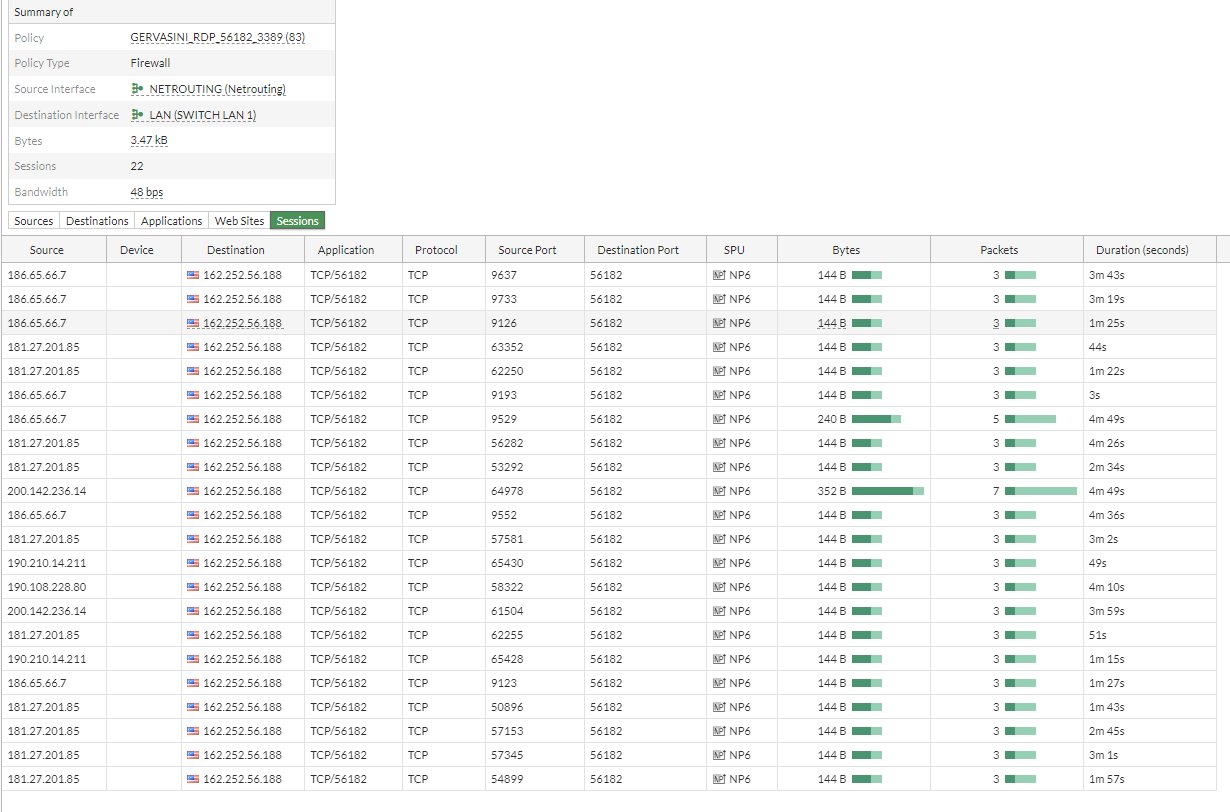 Summary of
Policy GERVASINI_RDP_56182_3389 (83)
Policy Type Firewall
Source Interface NETROUTING (Netrouting)
Destination Interface LAN (SWITCH LAN 1)
Bytes 3.47 kB
Sessions 22
Bandwidth 48 bps
Sources Destinations Applications Web Sites Sessions
Source Device Destination Application Protocol Source Port Destination Port SPU Bytes Packets Duration (seconds)
186.65.66.7 162.252.56.188 TCP/56182 TCP 9637 56182 NP6 144 B 3 3m 43s
186.65.66.7 162.252.56.188 TCP/56182 TCP 9733 56182 NP6 144 B 3 3m 19s
186.65.66.7 162.252.56.188 TCP/56182 TCP 9126 56182 NP6 144 B 3 1m 25s
181.27.201.85 162.252.56.188 TCP/56182 TCP 63352 56182 NP6 144 B 3 44s
181.27.201.85 162.252.56.188 TCP/56182 TCP 62250 56182 NP6 144 B 3 1m 22s
186.65.66.7 162.252.56.188 TCP/56182 TCP 9193 56182 NP6 144 B 3 3s
186.65.66.7 162.252.56.188 TCP/56182 TCP 9529 56182 NP6 240 B 5 4m 49s
181.27.201.85 162.252.56.188 TCP/56182 TCP 56282 56182 NP6 144 B 3 4m 26s
181.27.201.85 162.252.56.188 TCP/56182 TCP 53292 56182 NP6 144 B 3 2m 34s
200.142.236.14 162.252.56.188 TCP/56182 TCP 64978 56182 NP6 352 B 7 4m 49s
186.65.66.7 162.252.56.188 TCP/56182 TCP 9552 56182 NP6 144 B 3 4m 36s
181.27.201.85 162.252.56.188 TCP/56182 TCP 57581 56182 NP6 144 B 3 3m 2s
190.210.14.211 162.252.56.188 TCP/56182 TCP 65430 56182 NP6 144 B 3 49s
190.108.228.80 162.252.56.188 TCP/56182 TCP 58322 56182 NP6 144 B 3 4m 10s
200.142.236.14 162.252.56.188 TCP/56182 TCP 61504 56182 NP6 144 B 3 3m 59s
181.27.201.85 162.252.56.188 TCP/56182 TCP 62255 56182 NP6 144 B 3 51s
190.210.14.211 162.252.56.188 TCP/56182 TCP 65428 56182 NP6 144 B 3 1m 15s
186.65.66.7 162.252.56.188 TCP/56182 TCP 9123 56182 NP6 144 B 3 1m 27s
181.27.201.85 162.252.56.188 TCP/56182 TCP 50896 56182 NP6 144 B 3 1m 43s
181.27.201.85 162.252.56.188 TCP/56182 TCP 57153 56182 NP6 144 B 3 2m 45s
181.27.201.85 162.252.56.188 TCP/56182 TCP 57345 56182 NP6 144 B 3 3m 1s
181.27.201.85 162.252.56.188 TCP/56182 TCP 54899 56182 NP6 144 B 3 1m 57s